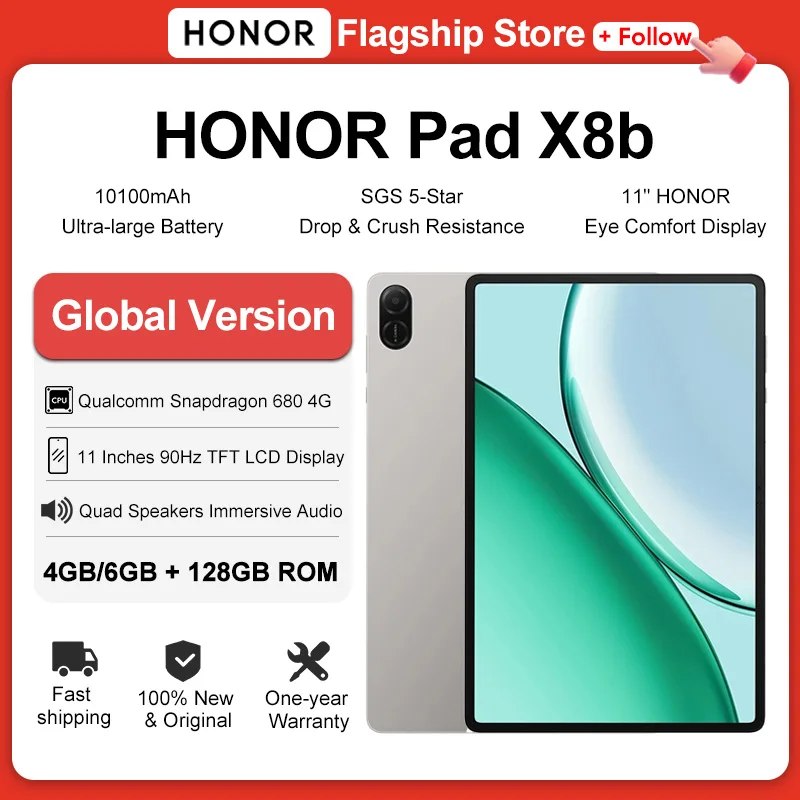 HONOR Flagship Store + Follow
HONOR Pad X8b
10100mAh
Ultra-large Battery
SGS 5-Star
Drop & Crush Resistance
11" HONOR
Eye Comfort Display
Global Version
CPU Qualcomm Snapdragon 680 4G
11 Inches 90Hz TFT LCD Display
Quad Speakers Immersive Audio
4GB/6GB + 128GB ROM
Fast
shipping
100% New
& Original
One-year
Warranty